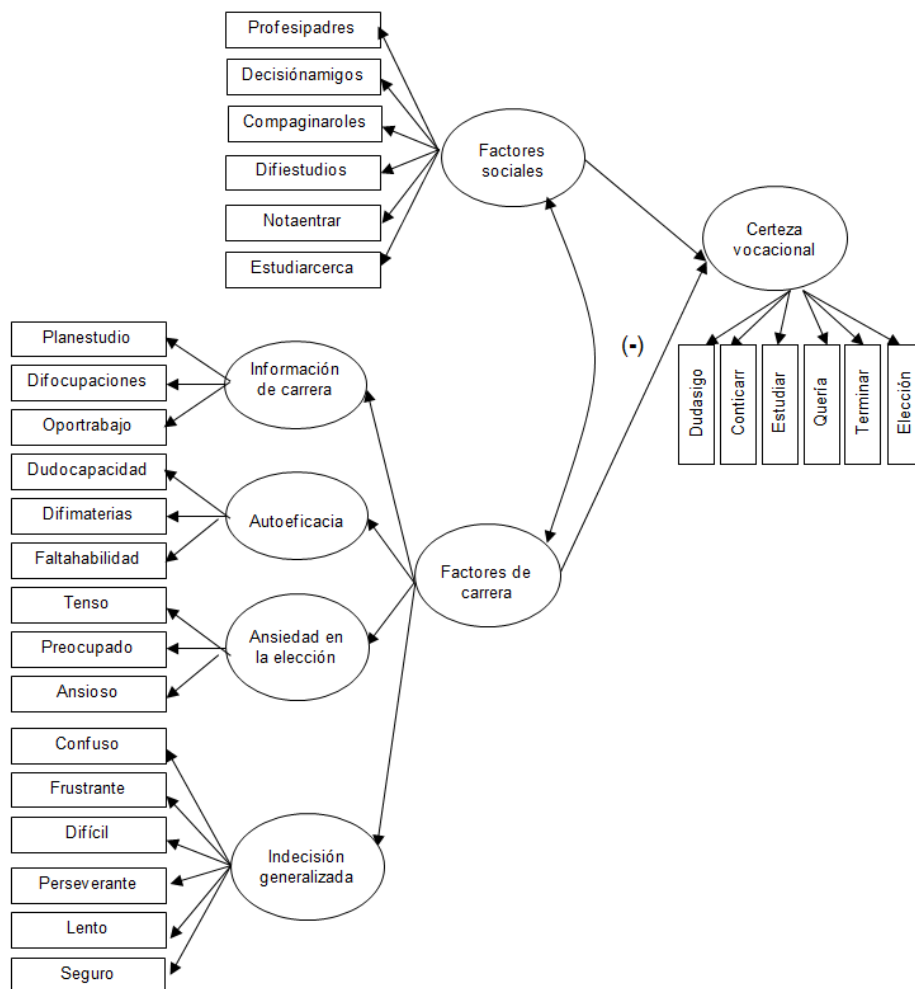 Profesipadres
Decisiónamigos
Compaginaroles
Difiestudios
Notaentrar
Estudiarcerca
Factores
sociales
Certeza
vocacional
(-)
Dudasigo
Conticarr
Estudiar
Quería
Terminar
Elección
Planestudio
Difocupaciones
Oportrabajo
Información
de carrera
Dudocapacidad
Difimaterias
Faltahabilidad
Autoeficacia
Factores de
carrera
Tenso
Preocupado
Ansioso
Ansiedad en
la elección
Confuso
Frustrante
Difícil
Perseverante
Lento
Seguro
Indecisión
generalizada